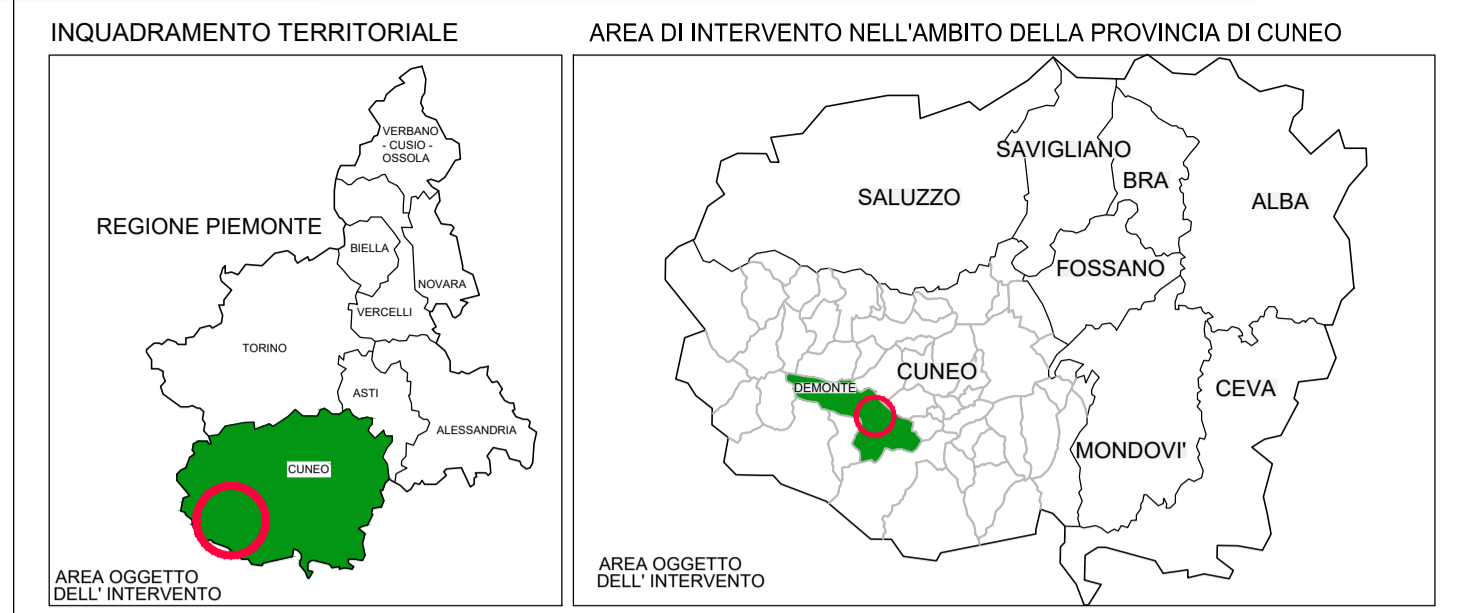 INQUADRAMENTO TERRITORIALE
VERBANO
- CUSIO -
OSSOLA
REGIONE PIEMONTE
BIELLA
NOVARA
VERCELLI
TORINO
ASTI
ALESSANDRIA
CUNEO
AREA OGGETTO
DELL' INTERVENTO
AREA DI INTERVENTO NELL'AMBITO DELLA PROVINCIA DI CUNEO
SAVIGLIANO
BRA
SALUZZO
ALBA
FOSSANO
CUNEO
DEMONTE
CEVA
MONDOVI'
AREA OGGETTO
DELL' INTERVENTO